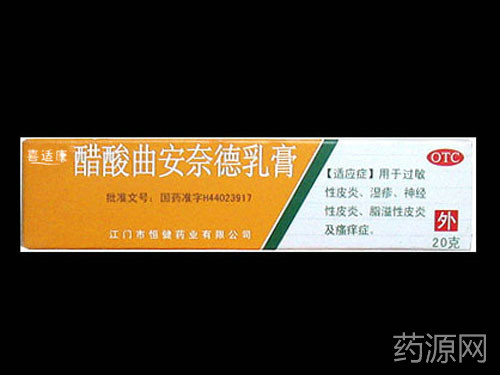 喜适康
醋酸曲安奈德乳膏
批准文号：国药准字H44023917
江门市恒健药业有限公司
OTC
【适应症】用于过敏
性皮炎、湿疹、神经
性皮炎、脂溢性皮炎
及瘙痒症。
外
20克
药源网